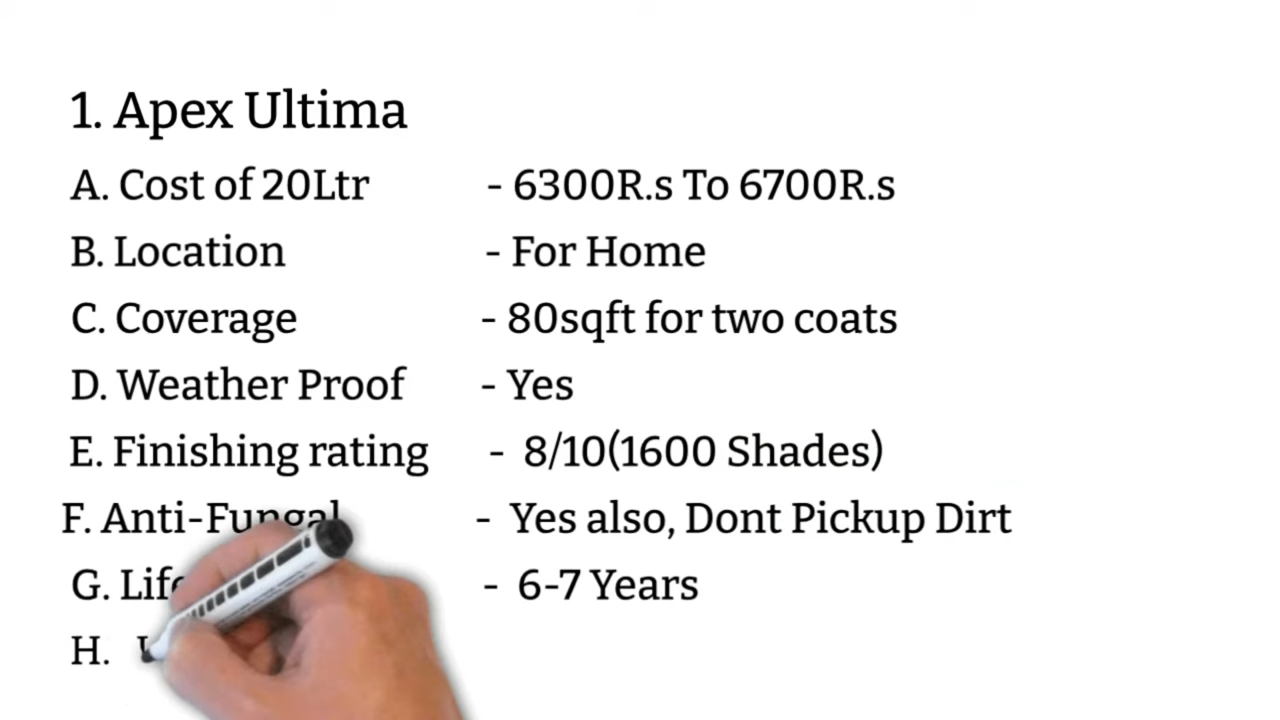 1. Apex Ultima
A. Cost of 20Ltr - 6300R.s To 6700R.s
B. Location - For Home
C. Coverage - 80sqft for two coats
D. Weather Proof - Yes
E. Finishing rating - 8/10(1600 Shades)
F. Anti-Fungal - Yes also, Dont Pickup Dirt
G. - 6-7 Years
H.